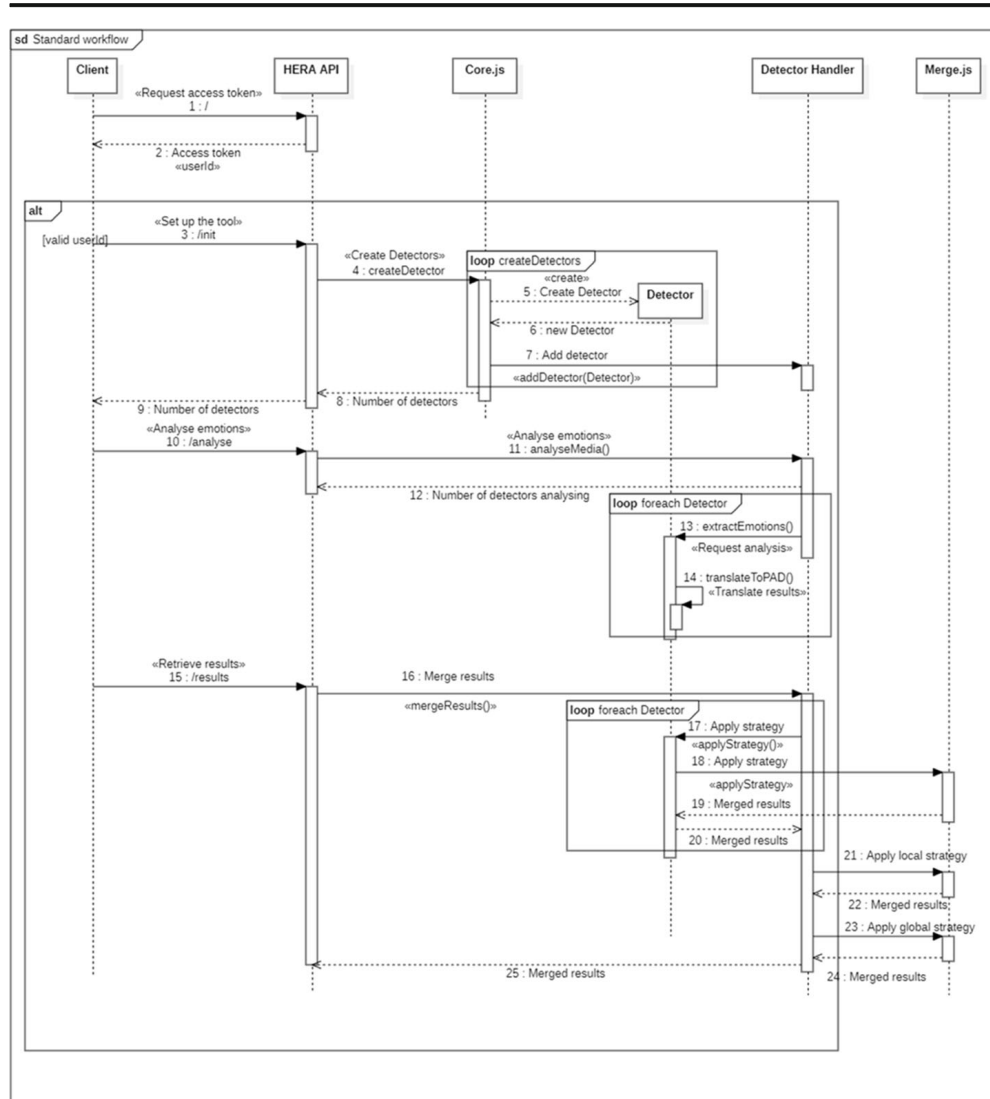 sd Standard workflow
Client
HERA API
Core.js
Detector Handler
Merge.js
«Request access token»
1 : /
2 : Access token
«userId»
alt
[valid userId]
«Set up the tool»
3 : /init
«Create Detectors»
4 : createDetector
loop createDetectors
«create»
5 : Create Detector
Detector
6 : new Detector
7 : Add detector
«addDetector(Detector)»
8 : Number of detectors
9 : Number of detectors
«Analyse emotions»
10 : /analyse
«Analyse emotions»
11 : analyseMedia()
12 : Number of detectors analysing
loop foreach Detector
13 : extractEmotions()
«Request analysis»
14 : translateToPAD()
«Translate results»
«Retrieve results»
15 : /results
16 : Merge results
«mergeResults()»
loop foreach Detector
17 : Apply strategy
«applyStrategy()»
18 : Apply strategy
«applyStrategy»
19 : Merged results
20 : Merged results
21 : Apply local strategy
22 : Merged results
23 : Apply global strategy
24 : Merged results
25 : Merged results